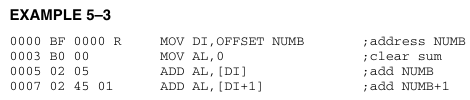 EXAMPLE 5–3
0000 BF 0000 R MOV DI,OFFSET NUMB ;address NUMB
0003 B0 00 MOV AL,0 ;clear sum
0005 02 05 ADD AL,[DI] ;add NUMB
0007 02 45 01 ADD AL,[DI+1] ;add NUMB+1